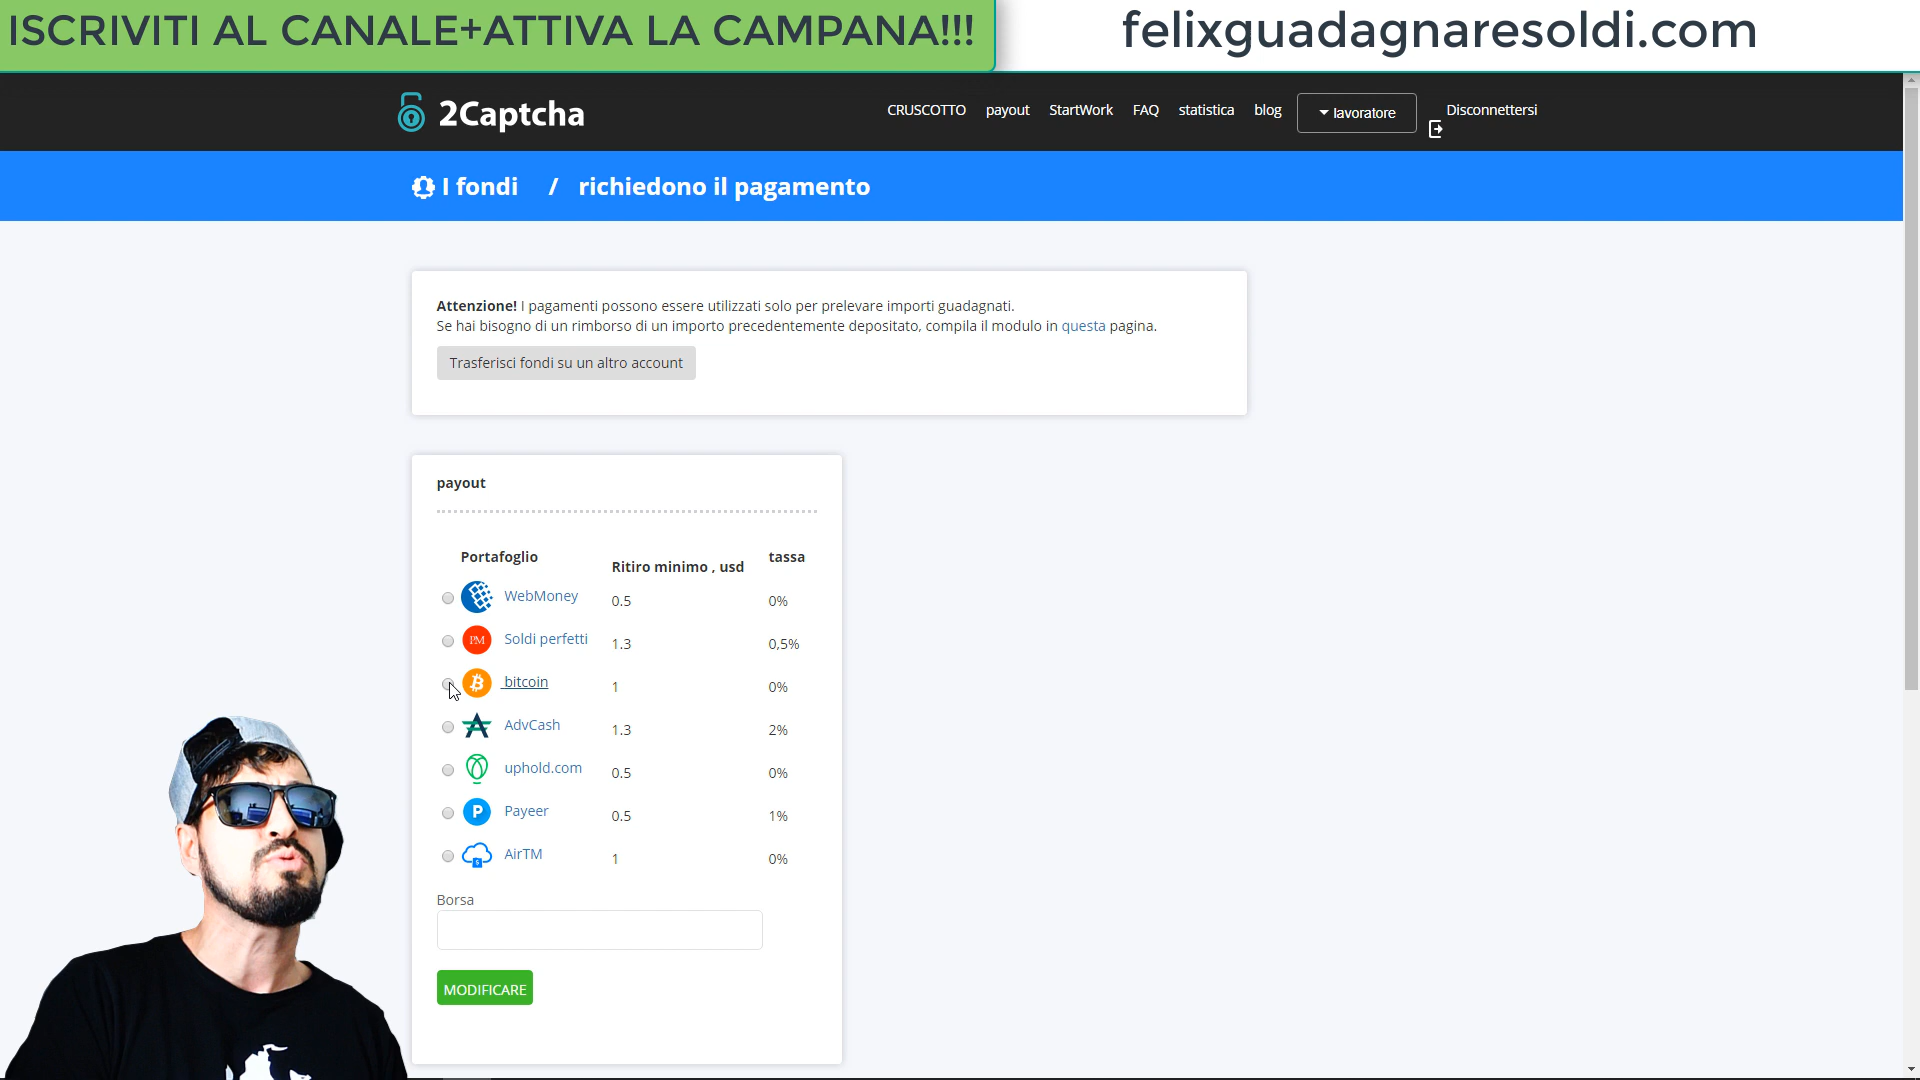 ISCRIVITI AL CANALE+ATTIVA LA CAMPANA!!!
felixguadagnaresoldi.com
2Captcha
CRUSCOTTO payout StartWork FAQ statistica blog lavoratore Disconnettersi
I fondi / richiedono il pagamento
Attenzione! I pagamenti possono essere utilizzati solo per prelevare importi guadagnati.
Se hai bisogno di un rimborso di un importo precedentemente depositato, compila il modulo in questa pagina.
Trasferisci fondi su un altro account
payout
Portafoglio Ritiro minimo , usd tassa
WebMoney 0.5 0%
PM Soldi perfetti 1.3 0,5%
bitcoin 1 0%
AdvCash 1.3 2%
uphold.com 0.5 0%
P Payeer 0.5 1%
AirTM 1 0%
Borsa
MODIFICARE